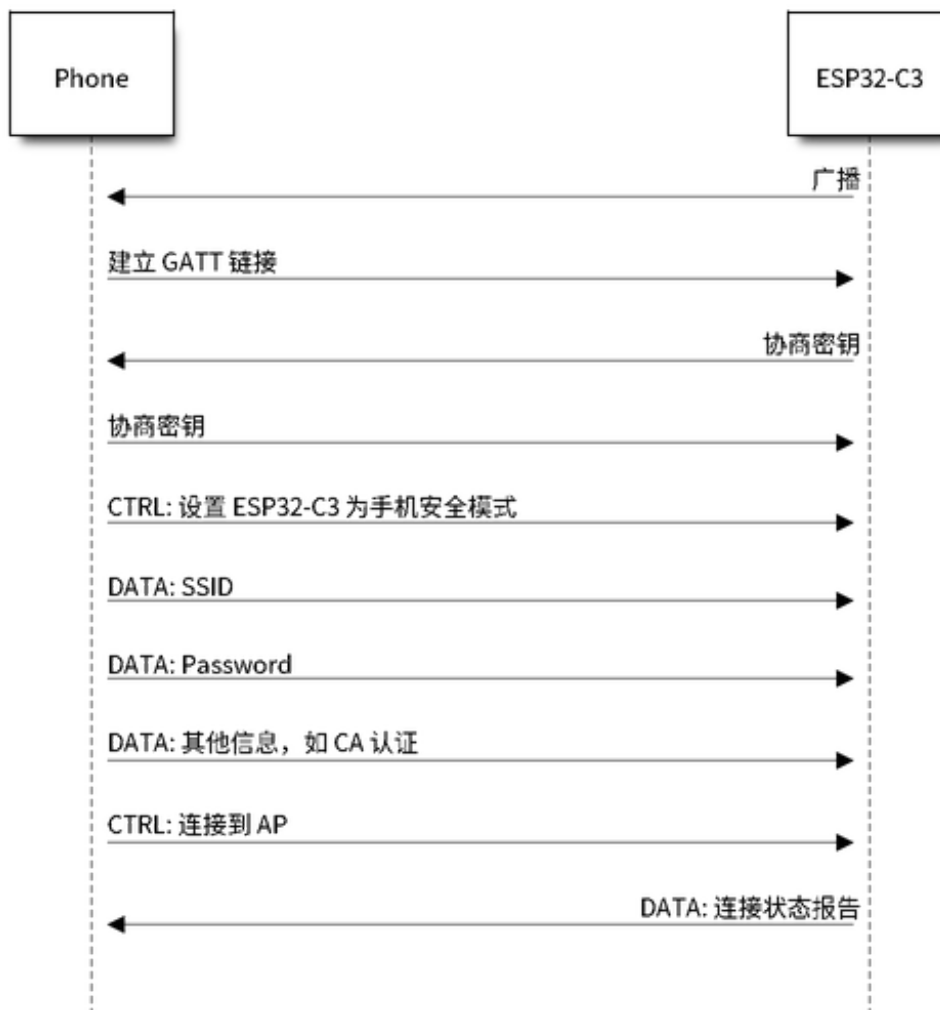 Phone
ESP32-C3
广播
建立 GATT 链接
协商密钥
协商密钥
CTRL: 设置 ESP32-C3 为手机安全模式
DATA: SSID
DATA: Password
DATA: 其他信息，如 CA 认证
CTRL: 连接到 AP
DATA: 连接状态报告